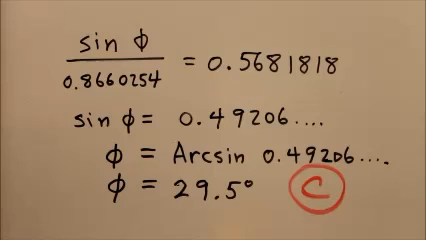 sin ϕ
0.8660254 = 0.5681818
sin ϕ = 0.49206....
ϕ = Arcsin 0.49206....
ϕ = 29.5° C